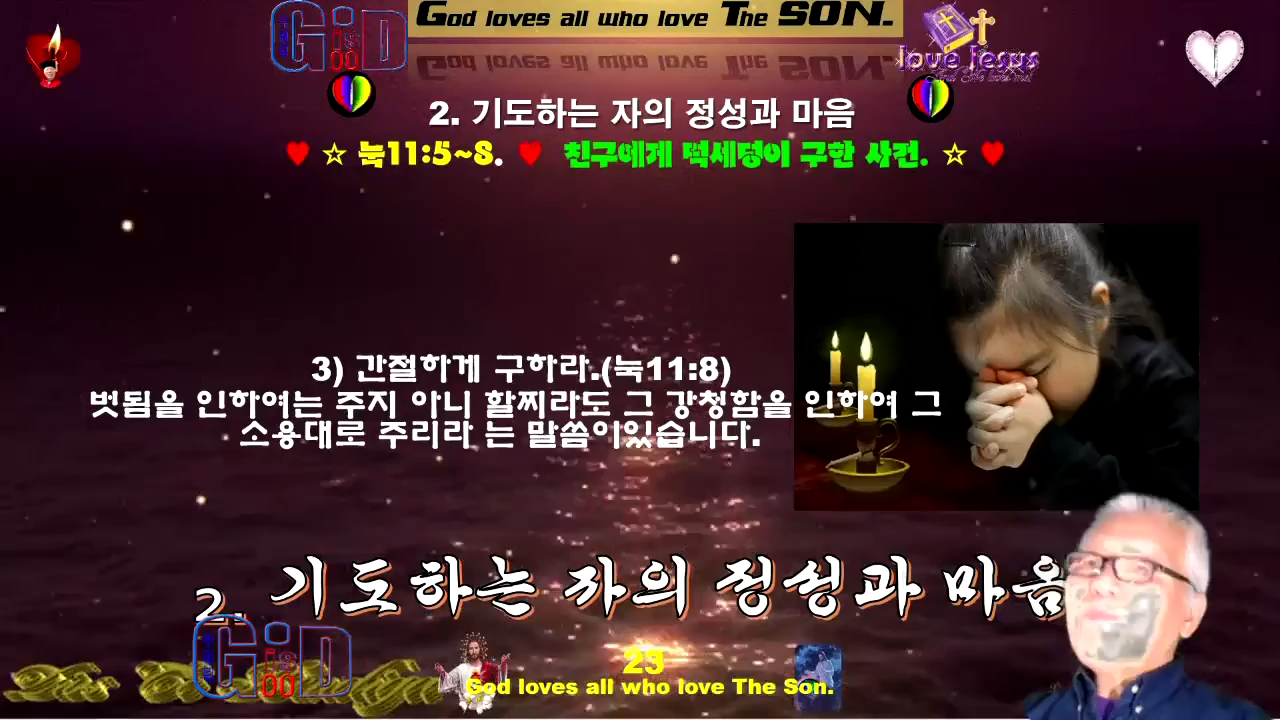 God loves all who love The SON.
love Jesus
2. 기도하는 자의 정성과 마음
눅11:5~8. 친구에게 떡세덩이 구한 사건.
3) 간절하게 구하라.(눅11:8)
벗됨을 인하여는 주지 아니 할찌라도 그 강청함을 인하여 그
소용대로 주리라 는 말씀이있습니다.
2. 기도하는 자의 정성과 마음
GiD
is
23
God loves all who love The Son.